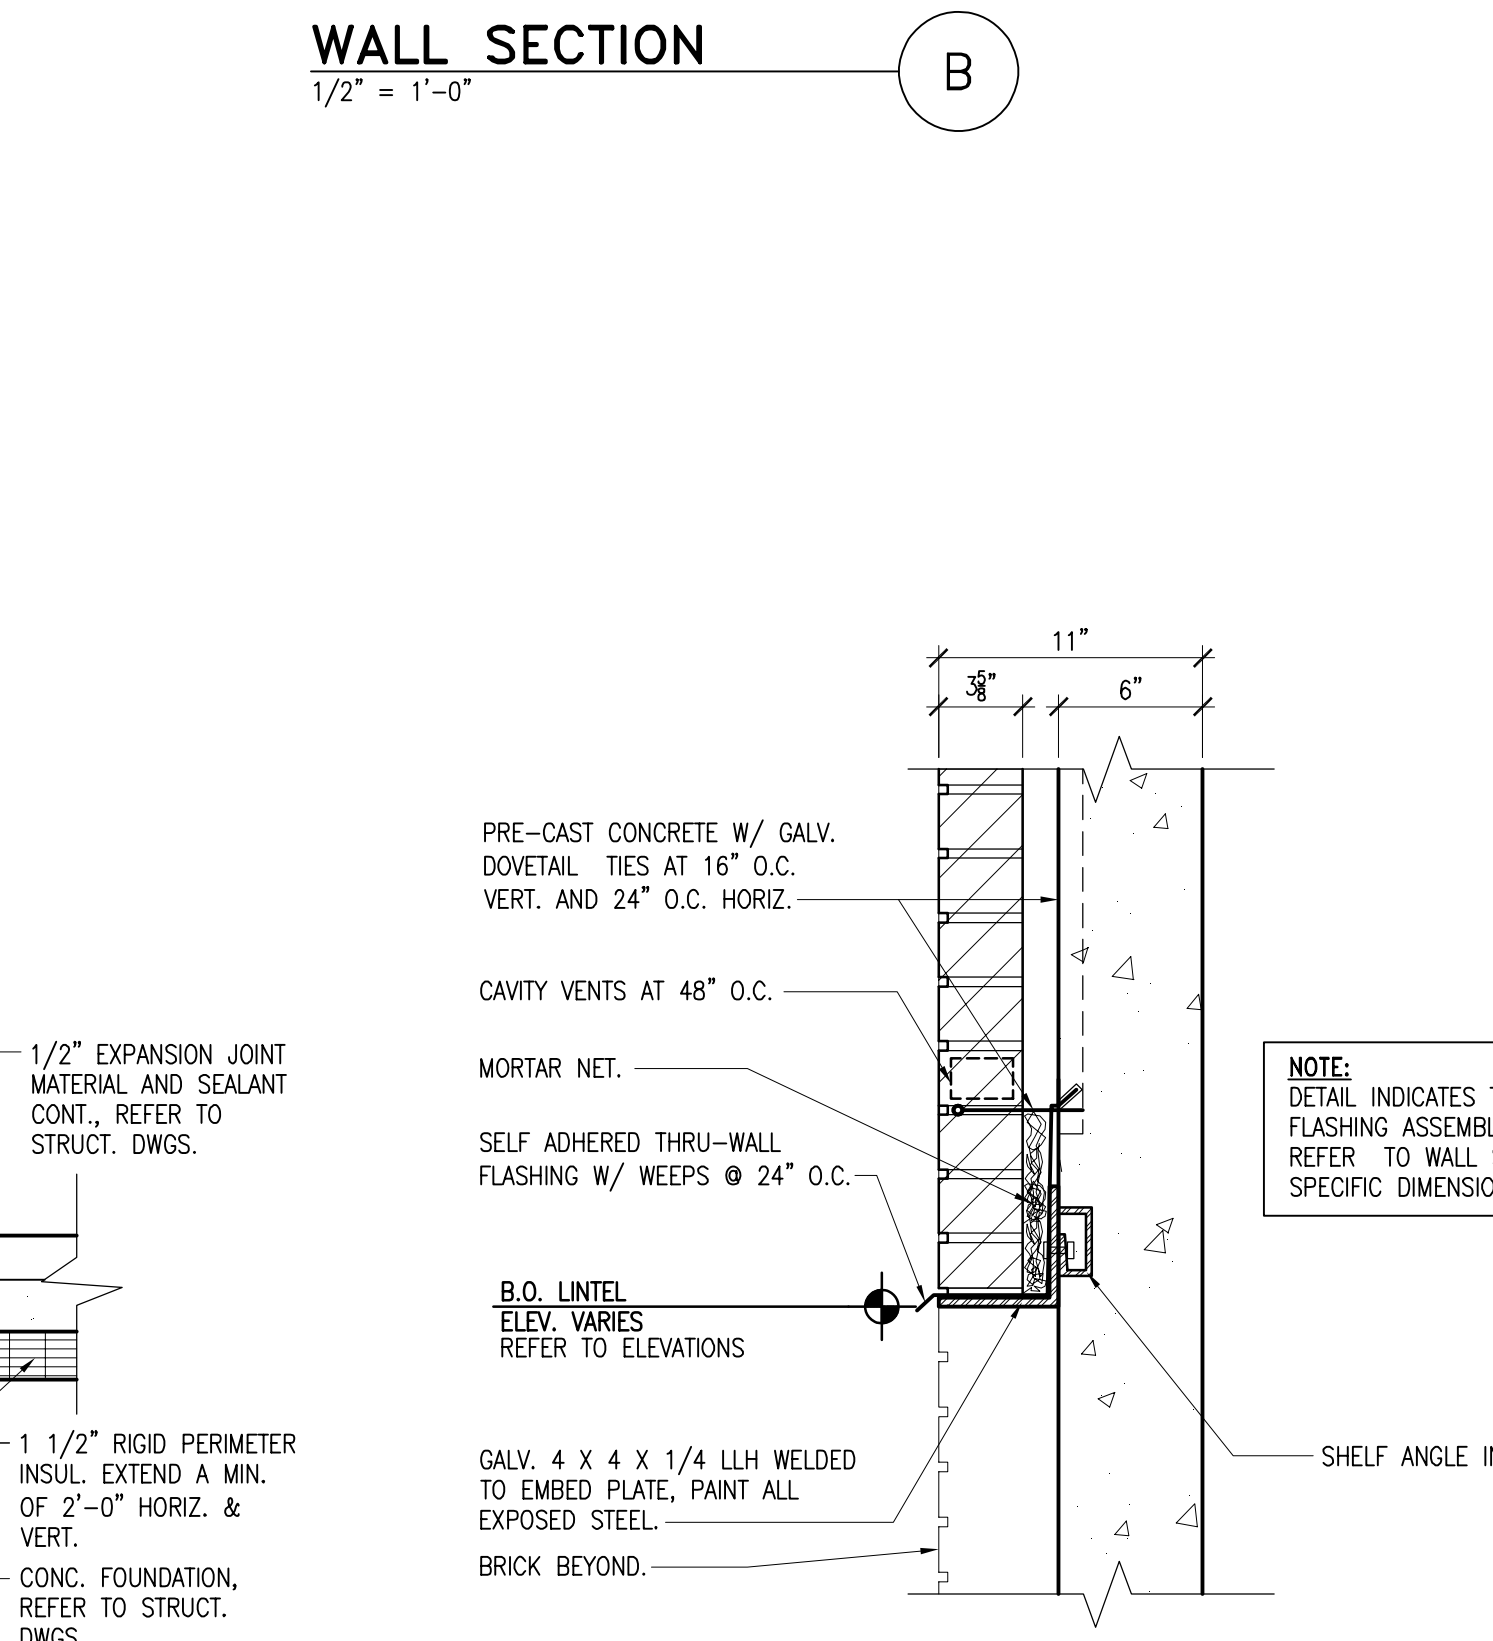 WALL SECTION
1/2" = 1'-0"
B
11"
3 5/8"
6"
PRE-CAST CONCRETE W/ GALV.
DOVETAIL TIES AT 16" O.C.
VERT. AND 24" O.C. HORIZ.
CAVITY VENTS AT 48" O.C.
MORTAR NET.
SELF ADHERED THRU-WALL
FLASHING W/ WEEPS @ 24" O.C.
B.O. LINTEL
ELEV. VARIES
REFER TO ELEVATIONS
GALV. 4 X 4 X 1/4 LLH WELDED
TO EMBED PLATE, PAINT ALL
EXPOSED STEEL.
BRICK BEYOND.
1/2" EXPANSION JOINT
MATERIAL AND SEALANT
CONT., REFER TO
STRUCT. DWGS.
1 1/2" RIGID PERIMETER
INSUL. EXTEND A MIN.
OF 2'-0" HORIZ. &
VERT.
CONC. FOUNDATION,
REFER TO STRUCT.
DWGS
NOTE:
DETAIL INDICATES
FLASHING ASSEMBL
REFER TO WALL
SPECIFIC DIMENSIO
SHELF ANGLE